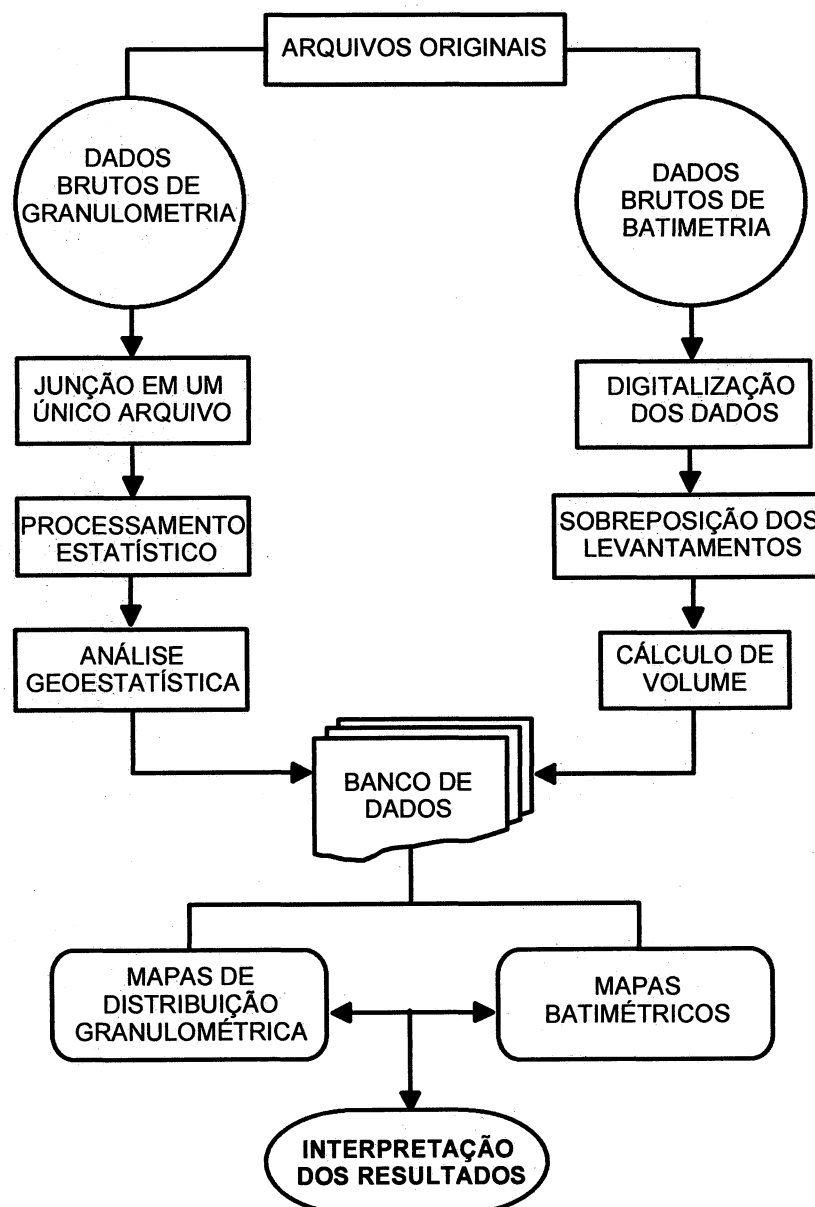 ARQUIVOS ORIGINAIS
DADOS
BRUTOS DE
GRANULOMETRIA
DADOS
BRUTOS DE
BATIMETRIA
JUNÇÃO EM UM
ÚNICO ARQUIVO
DIGITALIZAÇÃO
DOS DADOS
PROCESSAMENTO
ESTATÍSTICO
SOBREPOSIÇÃO DOS
LEVANTAMENTOS
ANÁLISE
GEOESTATÍSTICA
CÁLCULO DE
VOLUME
BANCO DE
DADOS
MAPAS DE
DISTRIBUIÇÃO
GRANULOMÉTRICA
MAPAS
BATIMÉTRICOS
INTERPRETAÇÃO
DOS RESULTADOS